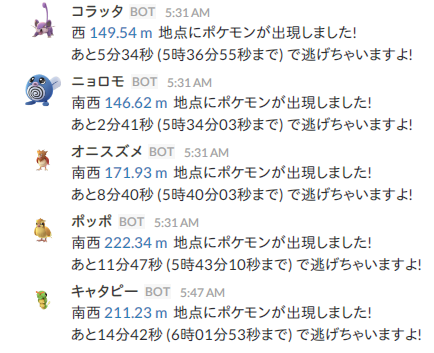 コラッタ BOT 5:31 AM
西 149.54 m 地点にポケモンが出現しました!
あと5分34秒 (5時36分55秒まで) で逃げちゃいますよ!
ニョロモ BOT 5:31 AM
南西 146.62 m 地点にポケモンが出現しました!
あと2分41秒 (5時34分03秒まで) で逃げちゃいますよ!
オニスズメ BOT 5:31 AM
南西 171.93 m 地点にポケモンが出現しました!
あと8分40秒 (5時40分03秒まで) で逃げちゃいますよ!
ポッポ BOT 5:31 AM
南西 222.34 m 地点にポケモンが出現しました!
あと11分47秒 (5時43分10秒まで) で逃げちゃいますよ!
キャタピー BOT 5:47 AM
南西 211.23 m 地点にポケモンが出現しました!
あと14分42秒 (6時01分53秒まで) で逃げちゃいますよ!